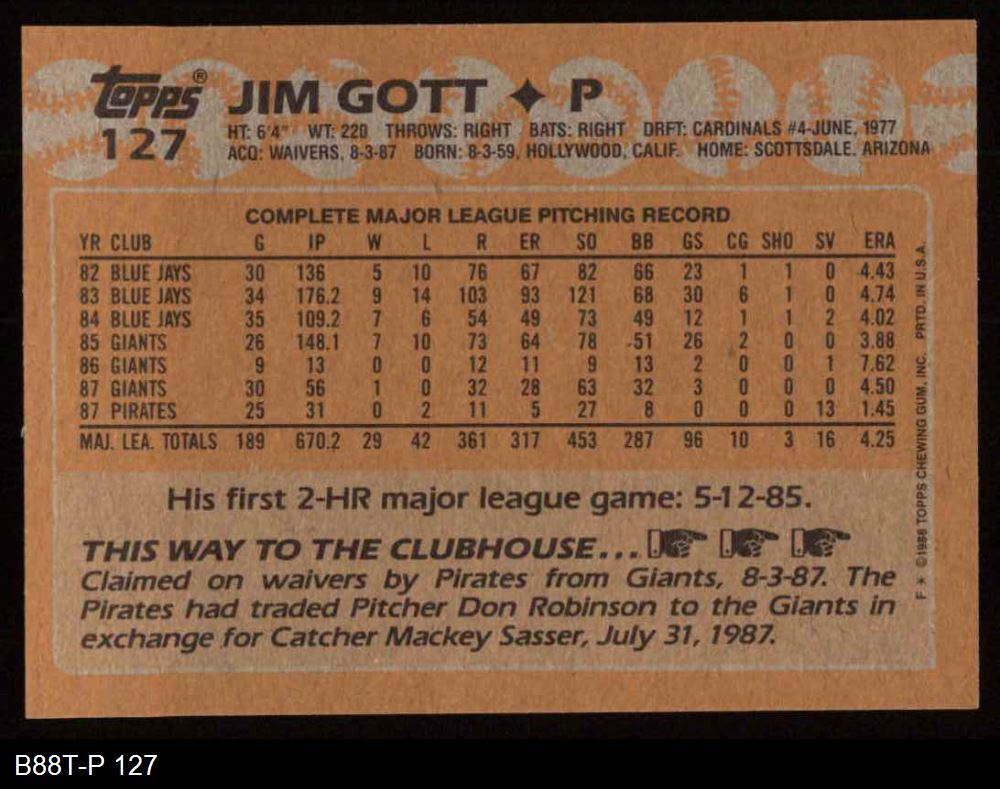 topps® JIM GOTT ✦ P
127
HT: 6'4" WT: 220 THROWS: RIGHT BATS: RIGHT DRFT: CARDINALS #4-JUNE, 1977
ACQ: WAIVERS, 8-3-87 BORN: 8-3-59, HOLLYWOOD, CALIF. HOME: SCOTTSDALE, ARIZONA
COMPLETE MAJOR LEAGUE PITCHING RECORD
YR CLUB G IP W L R ER SO BB GS CG SHO SV ERA
82 BLUE JAYS 30 136 5 10 76 67 82 66 23 1 1 0 4.43
83 BLUE JAYS 34 176.2 9 14 103 93 121 68 30 6 1 0 4.74
84 BLUE JAYS 35 109.2 7 6 54 49 73 49 12 1 1 2 4.02
85 GIANTS 26 148.1 7 10 73 64 78 51 26 2 0 0 3.88
86 GIANTS 9 13 0 0 12 11 9 13 2 0 0 1 7.62
87 GIANTS 30 56 1 0 32 28 63 32 3 0 0 0 4.50
87 PIRATES 25 31 0 2 11 5 27 8 0 0 0 13 1.45
MAJ. LEA. TOTALS 189 670.2 29 42 361 317 453 287 96 10 3 16 4.25
His first 2-HR major league game: 5-12-85.
THIS WAY TO THE CLUBHOUSE...
Claimed on waivers by Pirates from Giants, 8-3-87. The
Pirates had traded Pitcher Don Robinson to the Giants in
exchange for Catcher Mackey Sasser, July 31, 1987.
F * ©1988 TOPPS CHEWING GUM, INC. PRTD. IN U.S.A.
B88T-P 127